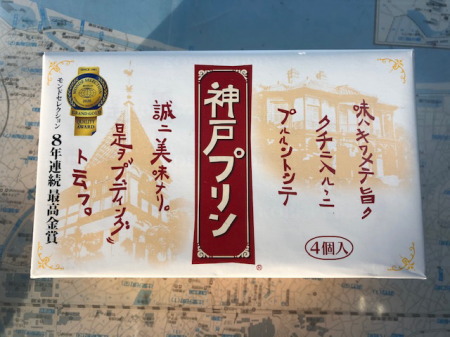 味ハキワメテ旨ク
クチニ入ルヽニ
プルルントシテ
神戸プリン
®
誠ニ美味ナリ。
是ヲ“プディング”
ト云フ。
モンドセレクション
8年連続最高金賞
4個入